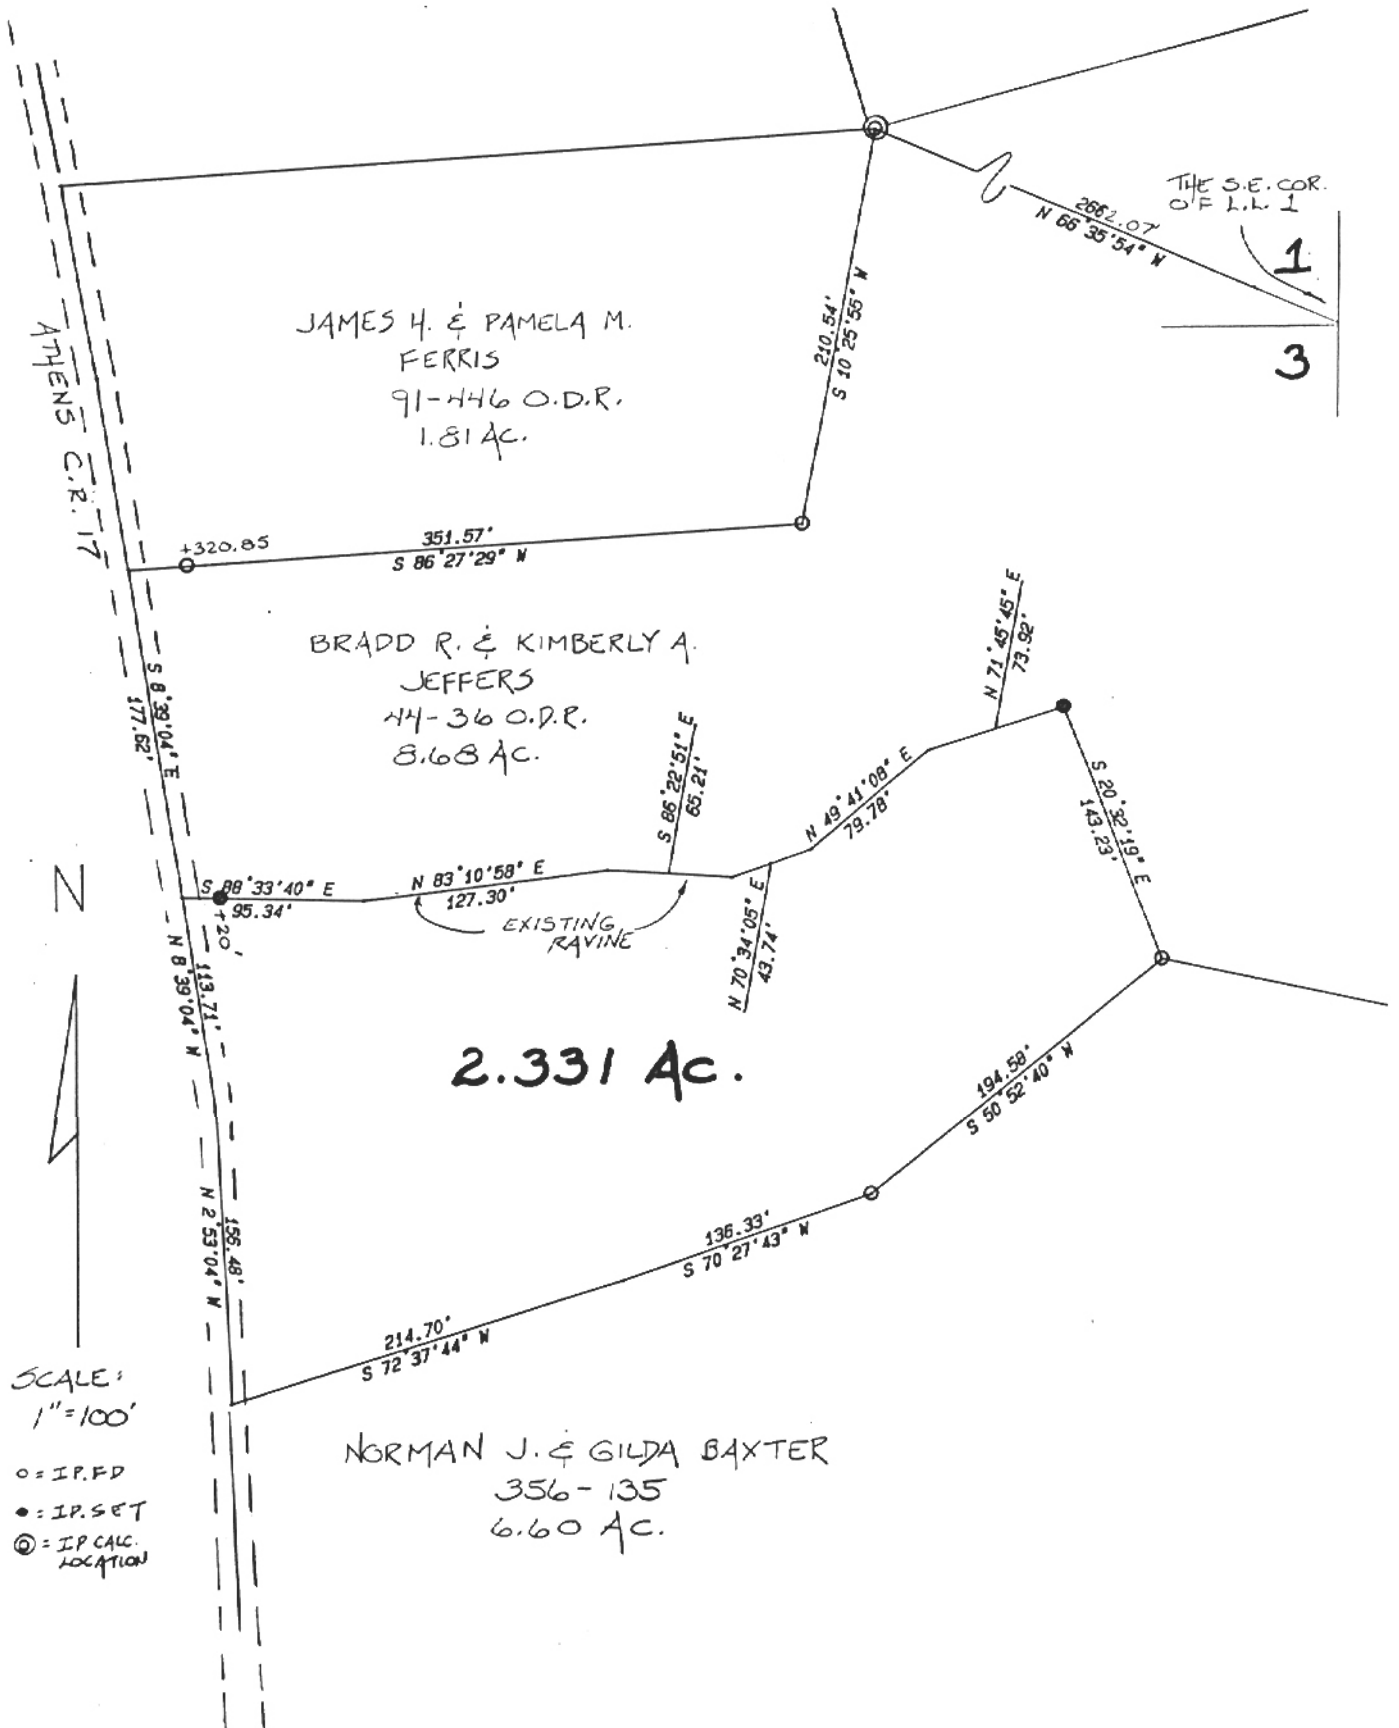 THE S.E. COR.
OF L.L. 1
1
3
2662.07'
N 66°35'54" W
210.54'
S 10°25'55" W
JAMES H. & PAMELA M.
FERRIS
91-446 O.D.R.
1.81 AC.
ATHENS C.R. 17
+320.85
351.57'
S 86°27'29" W
BRADD R. & KIMBERLY A.
JEFFERS
44-36 O.D.R.
8.68 AC.
S 8°39'04" E
177.62'
N 71°45'45" E
73.92'
S 86°22'51" E
65.21'
N 49°41'08" E
79.78'
S 20°32'19" E
143.23'
N
S 88°33'40" E
95.34'
+20'
N 83°10'58" E
127.30'
EXISTING
RAVINE
N 70°34'05" E
43.74'
113.71'
N 8°39'04" W
2.331 Ac.
194.58'
S 50°52'40" W
156.48'
N 2°53'04" W
136.33'
S 70°27'43" W
214.70'
S 72°37'44" W
SCALE:
1"=100'
○ = I.P. FD
● = I.P. SET
◎ = I.P CALC.
LOCATION
NORMAN J. & GILDA BAXTER
356-135
6.60 AC.